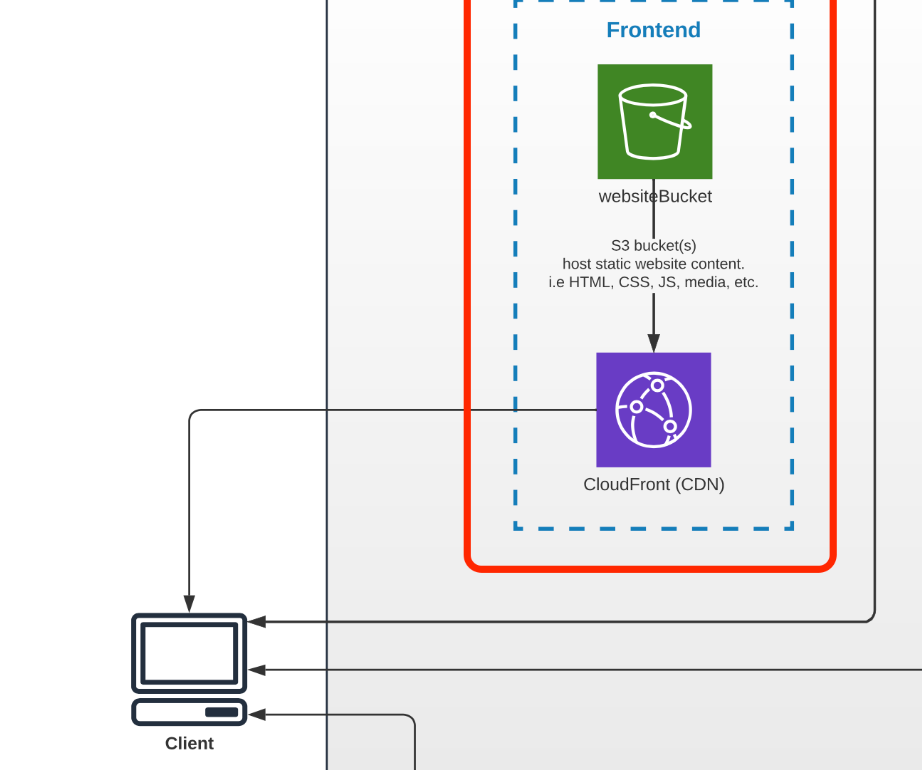 Frontend
websiteBucket
S3 bucket(s)
host static website content.
i.e HTML, CSS, JS, media, etc.
CloudFront (CDN)
Client